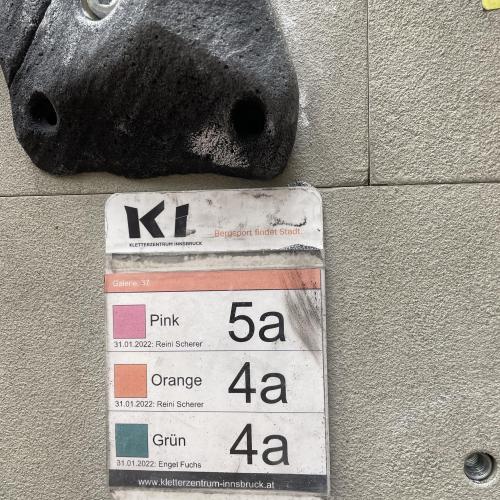 KI
KLETTERZENTRUM INNSBRUCK
...Bergsport findet Stadt.
Galerie, 37
Pink 5a
31.01.2022: Reini Scherer
Orange 4a
31.01.2022: Reini Scherer
Grün 4a
31.01.2022: Engel Fuchs
www.kletterzentrum-innsbruck.at